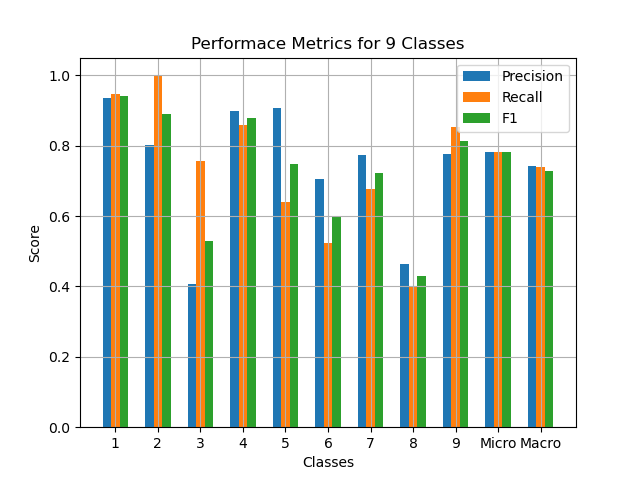 Performace Metrics for 9 Classes
Precision
Recall
F1
1.0
0.8
0.6
0.4
0.2
0.0
Score
1 2 3 4 5 6 7 8 9 Micro Macro
Classes